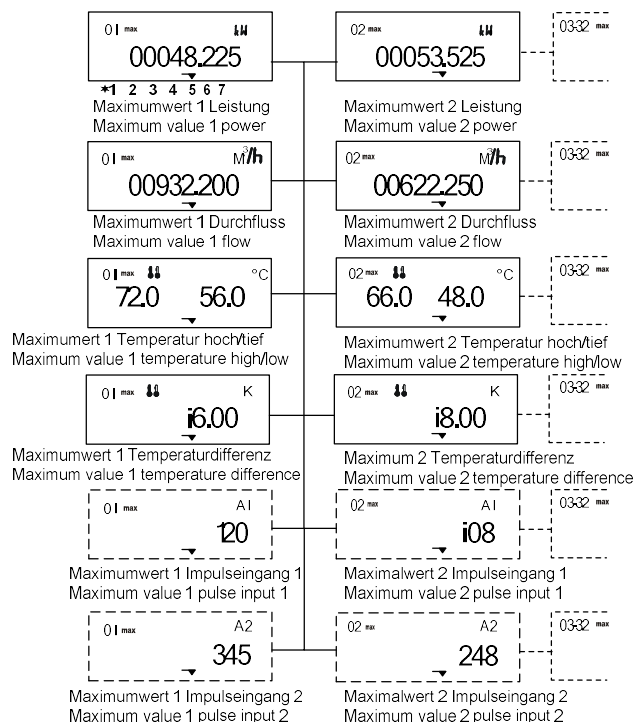 01 max kW
00048.225
*1 2 3 4 5 6 7
Maximumwert 1 Leistung
Maximum value 1 power
02 max kW
00053.525
Maximumwert 2 Leistung
Maximum value 2 power
03-32 max
01 max M³/h
00932.200
Maximumwert 1 Durchfluss
Maximum value 1 flow
02 max M³/h
00622.250
Maximumwert 2 Durchfluss
Maximum value 2 flow
03-32 max
01 max °C
72.0 56.0
Maximumert 1 Temperatur hoch/tief
Maximum value 1 temperature high/low
02 max °C
66.0 48.0
Maximumwert 2 Temperatur hoch/tief
Maximum value 2 temperature high/low
03-32 max
01 max K
i6.00
Maximumwert 1 Temperaturdifferenz
Maximum value 1 temperature difference
02 max K
i8.00
Maximum 2 Temperaturdifferenz
Maximum value 2 temperature difference
03-32 max
01 max A1
120
Maximumwert 1 Impulseingang 1
Maximum value 1 pulse input 1
02 max A1
i08
Maximalwert 2 Impulseingang 1
Maximum value 2 pulse input 1
03-32 max
01 max A2
345
Maximumwert 1 Impulseingang 2
Maximum value 1 pulse input 2
02 max A2
248
Maximalwert 2 Impulseingang 2
Maximum value 2 pulse input 2
03-32 max